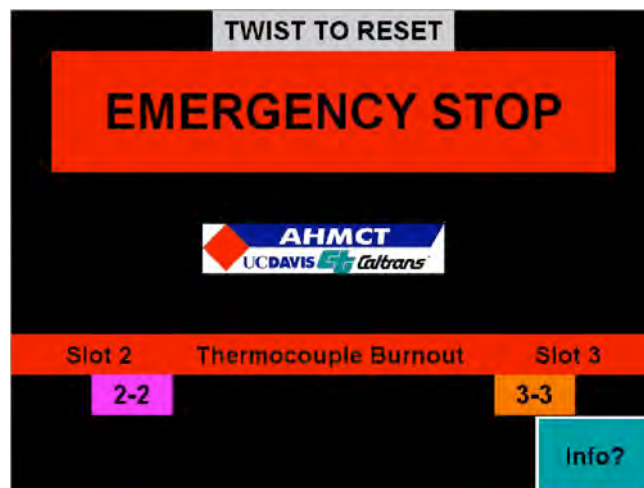 TWIST TO RESET
EMERGENCY STOP
AHMCT
UCDAVIS Ct Caltrans
Slot 2 Thermocouple Burnout Slot 3
2-2 3-3
Info?